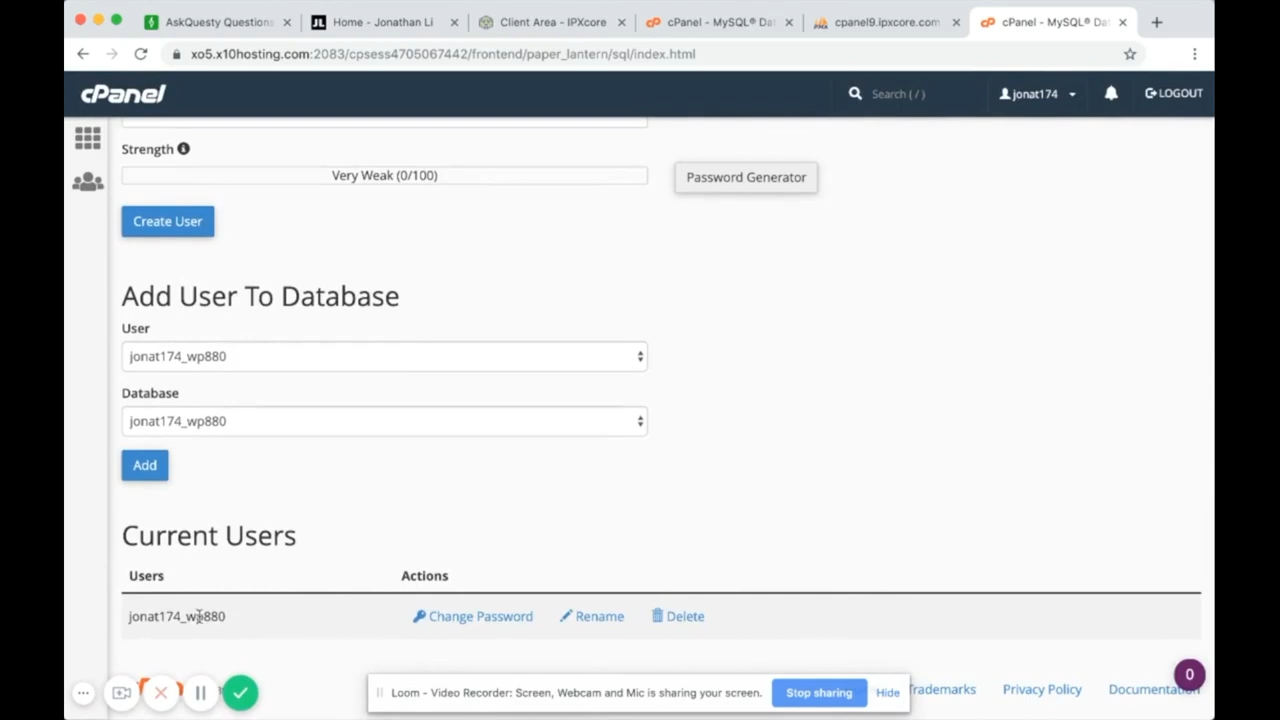 AskQuesty Questions
Home - Jonathan Li
Client Area - IPXcore
cPanel - MySQL® Dat
cpanel9.ipxcore.com
cPanel - MySQL® Dat
xo5.x10hosting.com:2083/cpsess4705067442/frontend/paper_lantern/sql/index.html
cPanel
Search ( / )
jonat174
LOGOUT
Strength
Very Weak (0/100)
Password Generator
Create User
Add User To Database
User
jonat174_wp880
Database
jonat174_wp880
Add
Current Users
Users
Actions
jonat174_wp880
Change Password
Rename
Delete
0
Loom - Video Recorder: Screen, Webcam and Mic is sharing your screen.
Stop sharing
Hide
Trademarks
Privacy Policy
Documentation